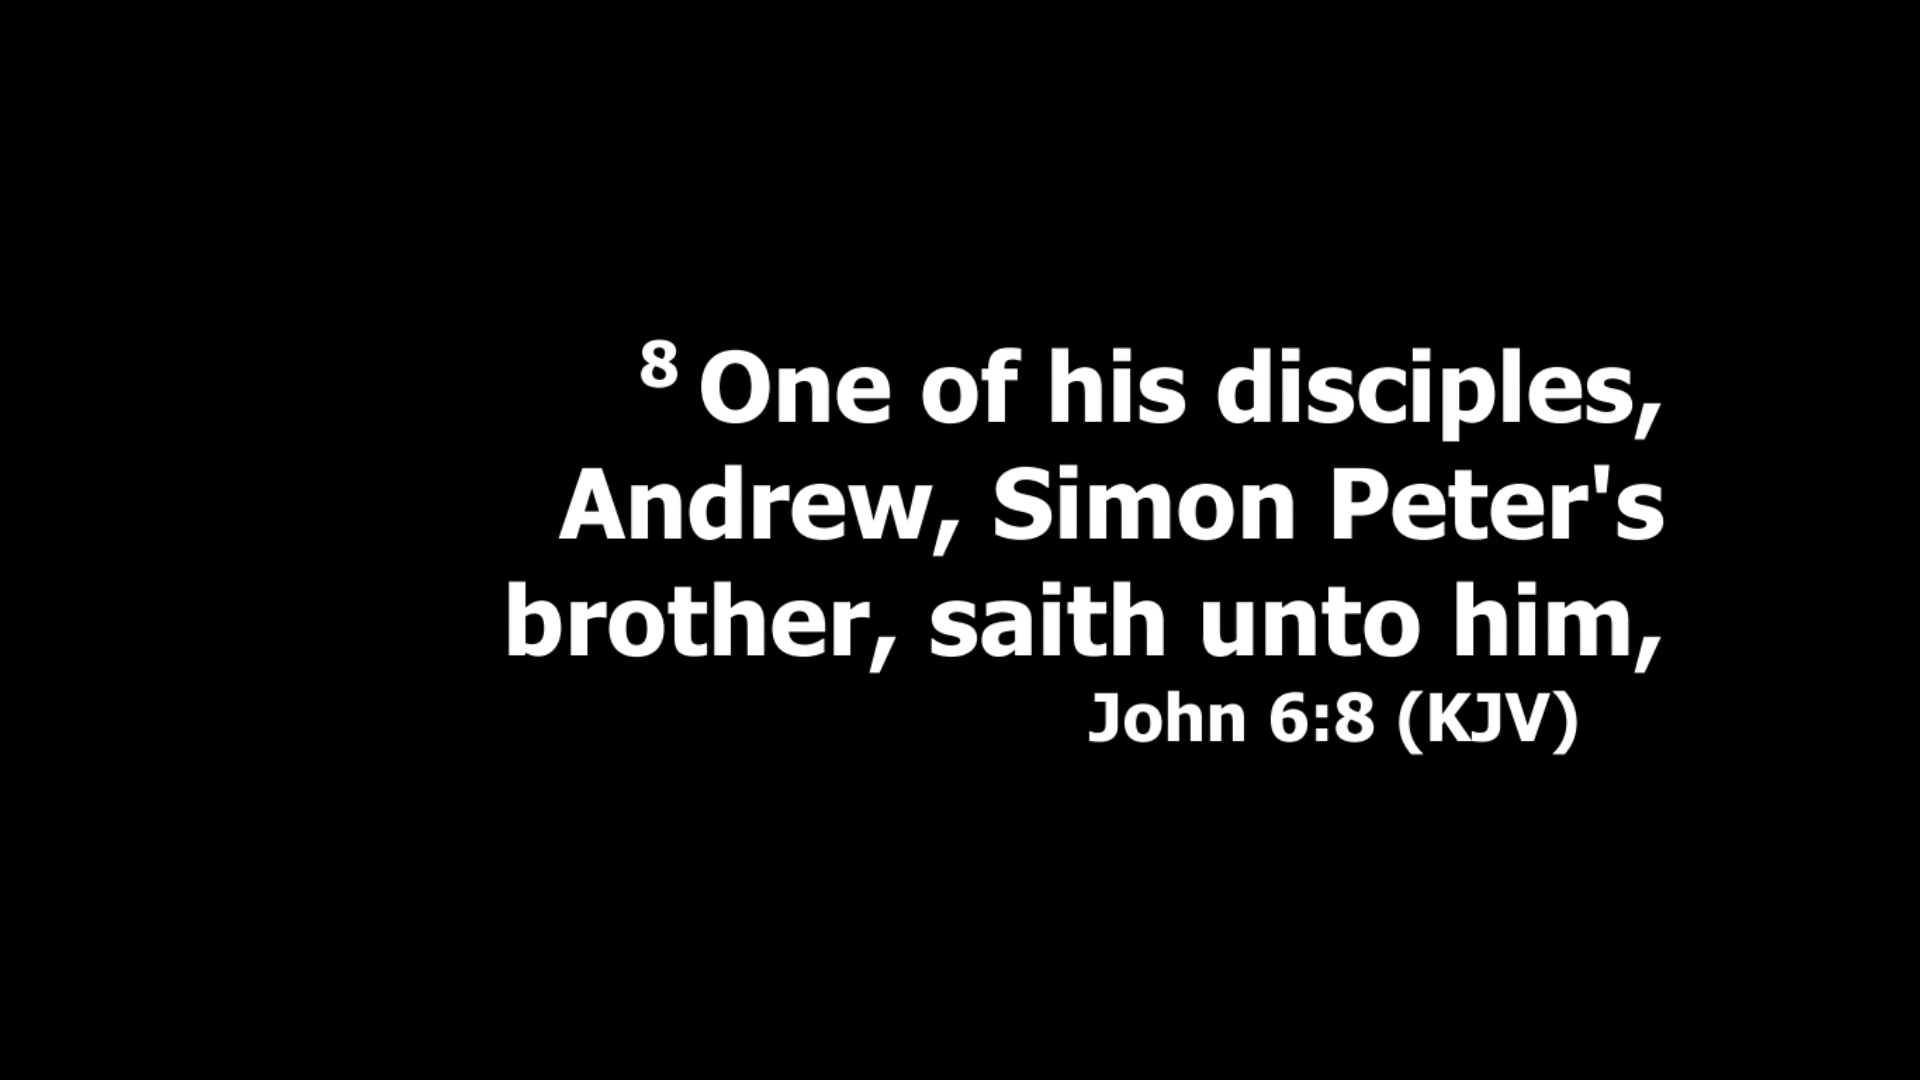 8 One of his disciples,
Andrew, Simon Peter's
brother, saith unto him,
John 6:8 (KJV)